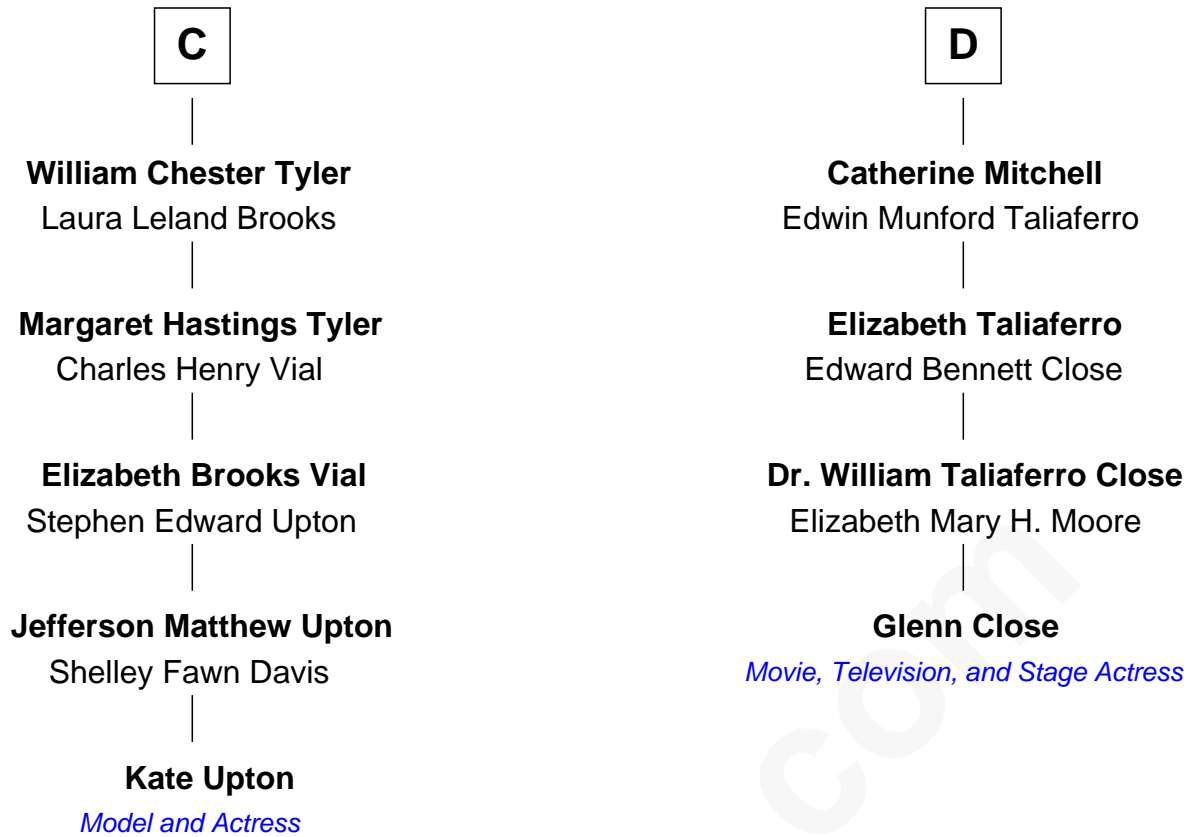 C
William Chester Tyler
Laura Leland Brooks
Margaret Hastings Tyler
Charles Henry Vial
Elizabeth Brooks Vial
Stephen Edward Upton
Jefferson Matthew Upton
Shelley Fawn Davis
Kate Upton
Model and Actress
D
Catherine Mitchell
Edwin Munford Taliaferro
Elizabeth Taliaferro
Edward Bennett Close
Dr. William Taliaferro Close
Elizabeth Mary H. Moore
Glenn Close
Movie, Television, and Stage Actress
com